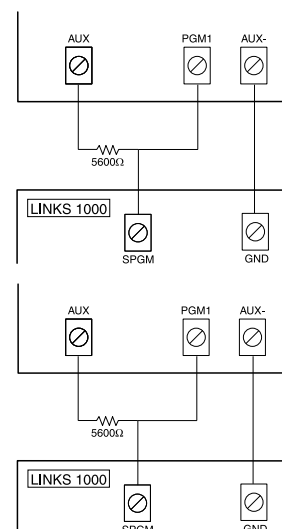 AUX PGM1 AUX-
5600Ω
LINKS 1000
SPGM GND
AUX PGM1 AUX-
5600Ω
LINKS 1000
SPGM GND